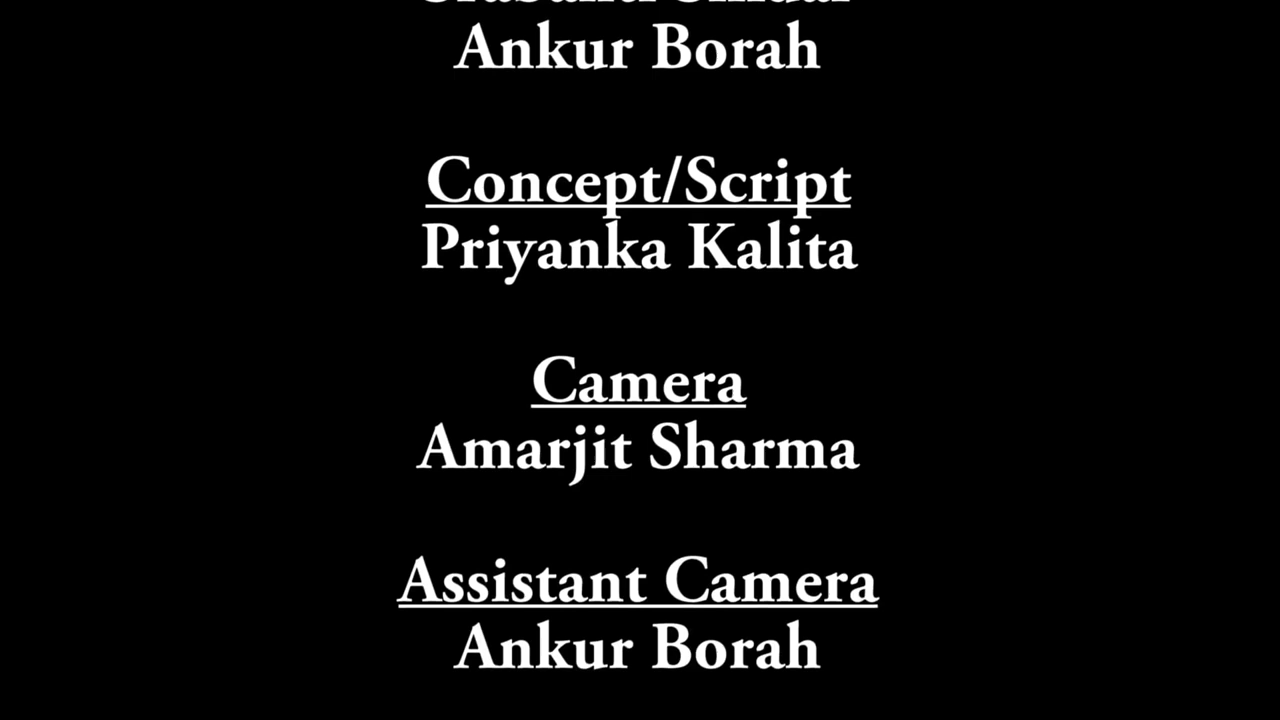 Ankur Borah
Concept/Script
Priyanka Kalita
Camera
Amarjit Sharma
Assistant Camera
Ankur Borah